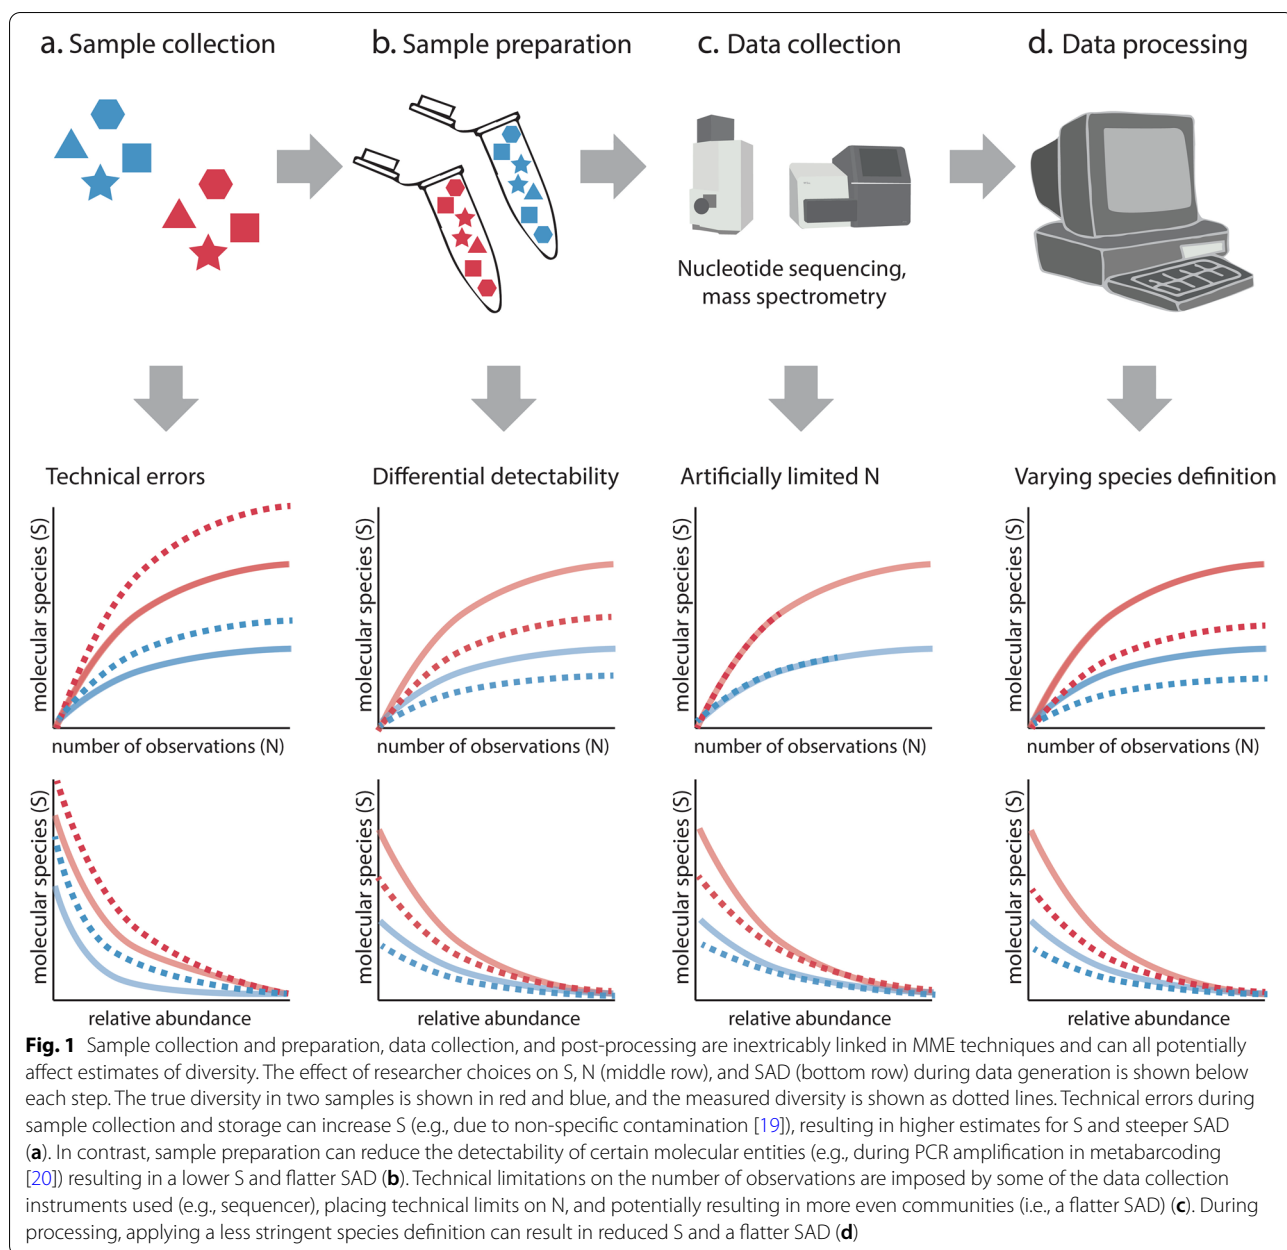 a. Sample collection
b. Sample preparation
c. Data collection
d. Data processing
Nucleotide sequencing,
mass spectrometry
Technical errors
Differential detectability
Artificially limited N
Varying species definition
molecular species (S)
molecular species (S)
molecular species (S)
molecular species (S)
number of observations (N)
number of observations (N)
number of observations (N)
number of observations (N)
molecular species (S)
molecular species (S)
molecular species (S)
molecular species (S)
relative abundance
relative abundance
relative abundance
relative abundance
Fig. 1 Sample collection and preparation, data collection, and post-processing are inextricably linked in MME techniques and can all potentially
affect estimates of diversity. The effect of researcher choices on S, N (middle row), and SAD (bottom row) during data generation is shown below
each step. The true diversity in two samples is shown in red and blue, and the measured diversity is shown as dotted lines. Technical errors during
sample collection and storage can increase S (e.g., due to non-specific contamination [19]), resulting in higher estimates for S and steeper SAD
(a). In contrast, sample preparation can reduce the detectability of certain molecular entities (e.g., during PCR amplification in metabarcoding
[20]) resulting in a lower S and flatter SAD (b). Technical limitations on the number of observations are imposed by some of the data collection
instruments used (e.g., sequencer), placing technical limits on N, and potentially resulting in more even communities (i.e., a flatter SAD) (c). During
processing, applying a less stringent species definition can result in reduced S and a flatter SAD (d)